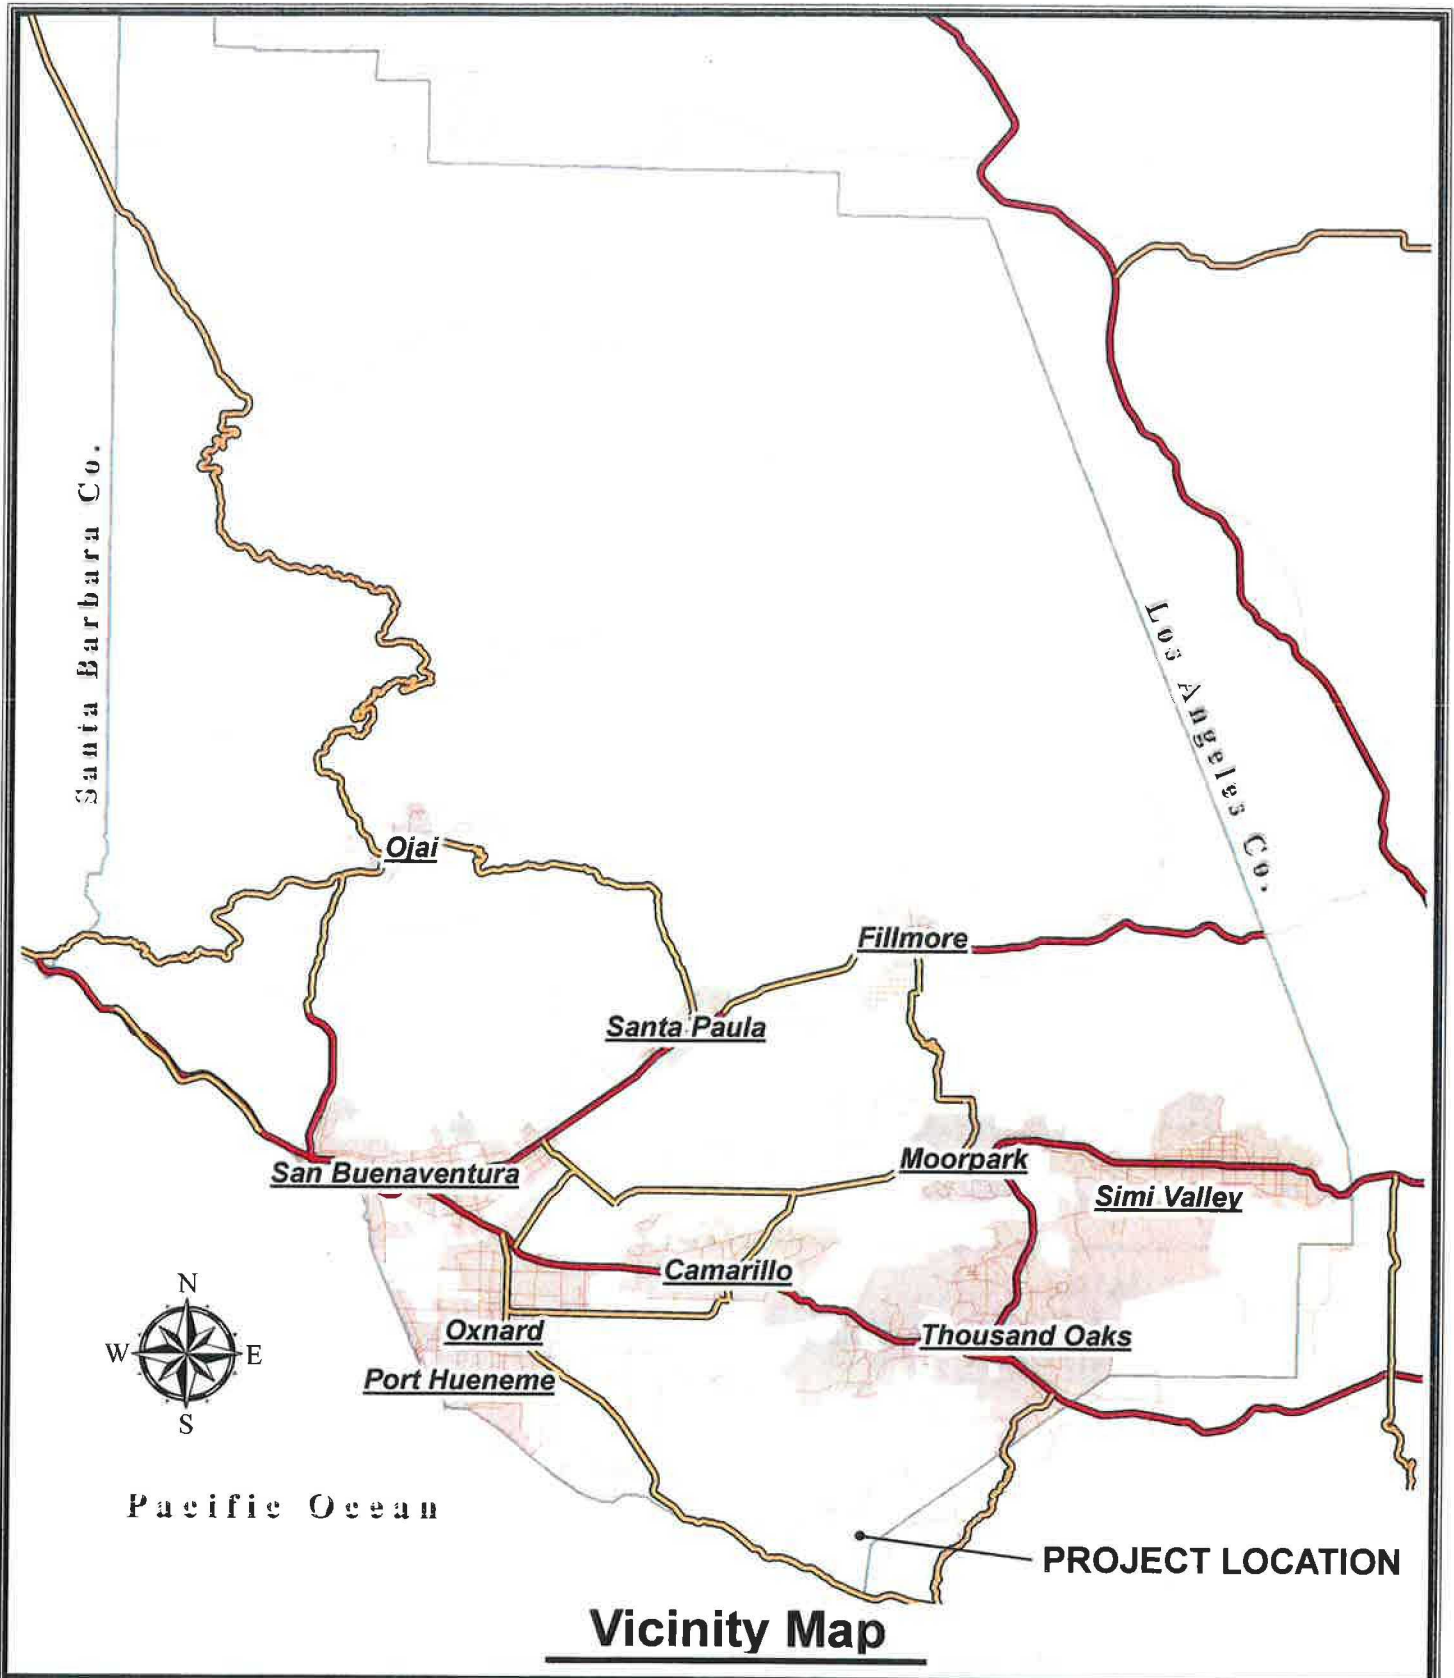 Santa Barbara Co.
Los Angeles Co.
Ojai
Fillmore
Santa Paula
San Buenaventura
Moorpark
Simi Valley
Camarillo
Oxnard
Thousand Oaks
Port Hueneme
N
W
E
S
Pacific Ocean
PROJECT LOCATION
Vicinity Map